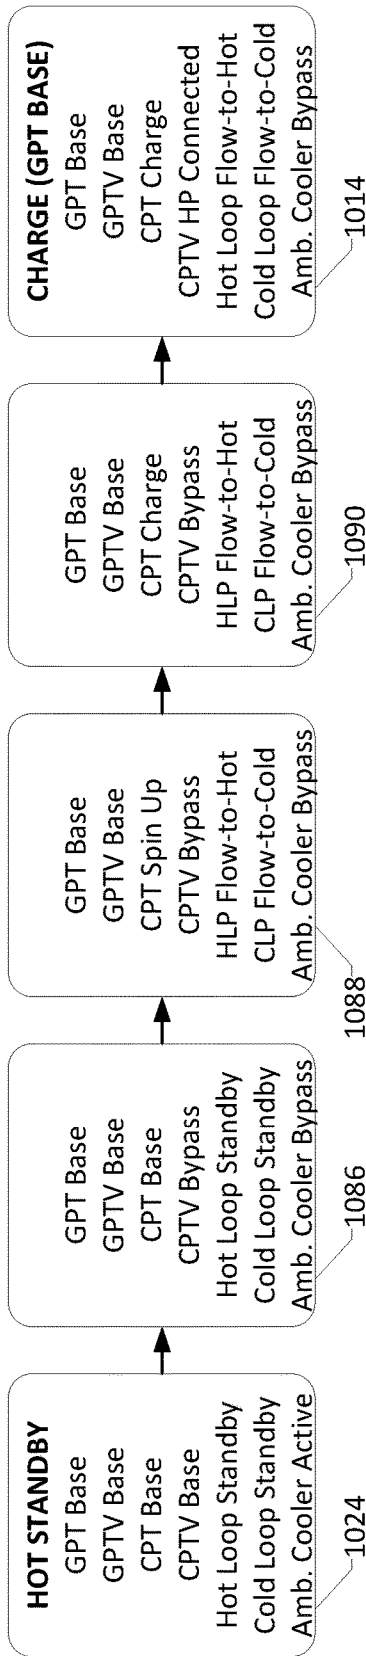 HOT STANDBY
GPT Base
GPTV Base
CPT Base
CPTV Base
Hot Loop Standby
Cold Loop Standby
Amb. Cooler Active
1024
GPT Base
GPTV Base
CPT Base
CPTV Bypass
Hot Loop Standby
Cold Loop Standby
Amb. Cooler Bypass
1086
GPT Base
GPTV Base
CPT Spin Up
CPTV Bypass
HLP Flow-to-Hot
CLP Flow-to-Cold
Amb. Cooler Bypass
1088
GPT Base
GPTV Base
CPT Charge
CPTV Bypass
HLP Flow-to-Hot
CLP Flow-to-Cold
Amb. Cooler Bypass
1090
CHARGE (GPT BASE)
GPT Base
GPTV Base
CPT Charge
CPTV HP Connected
Hot Loop Flow-to-Hot
Cold Loop Flow-to-Cold
Amb. Cooler Bypass
1014